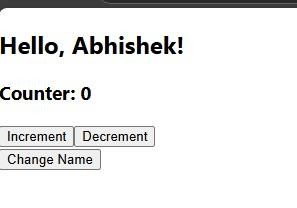 Hello, Abhishek!
Counter: 0
Increment Decrement
Change Name